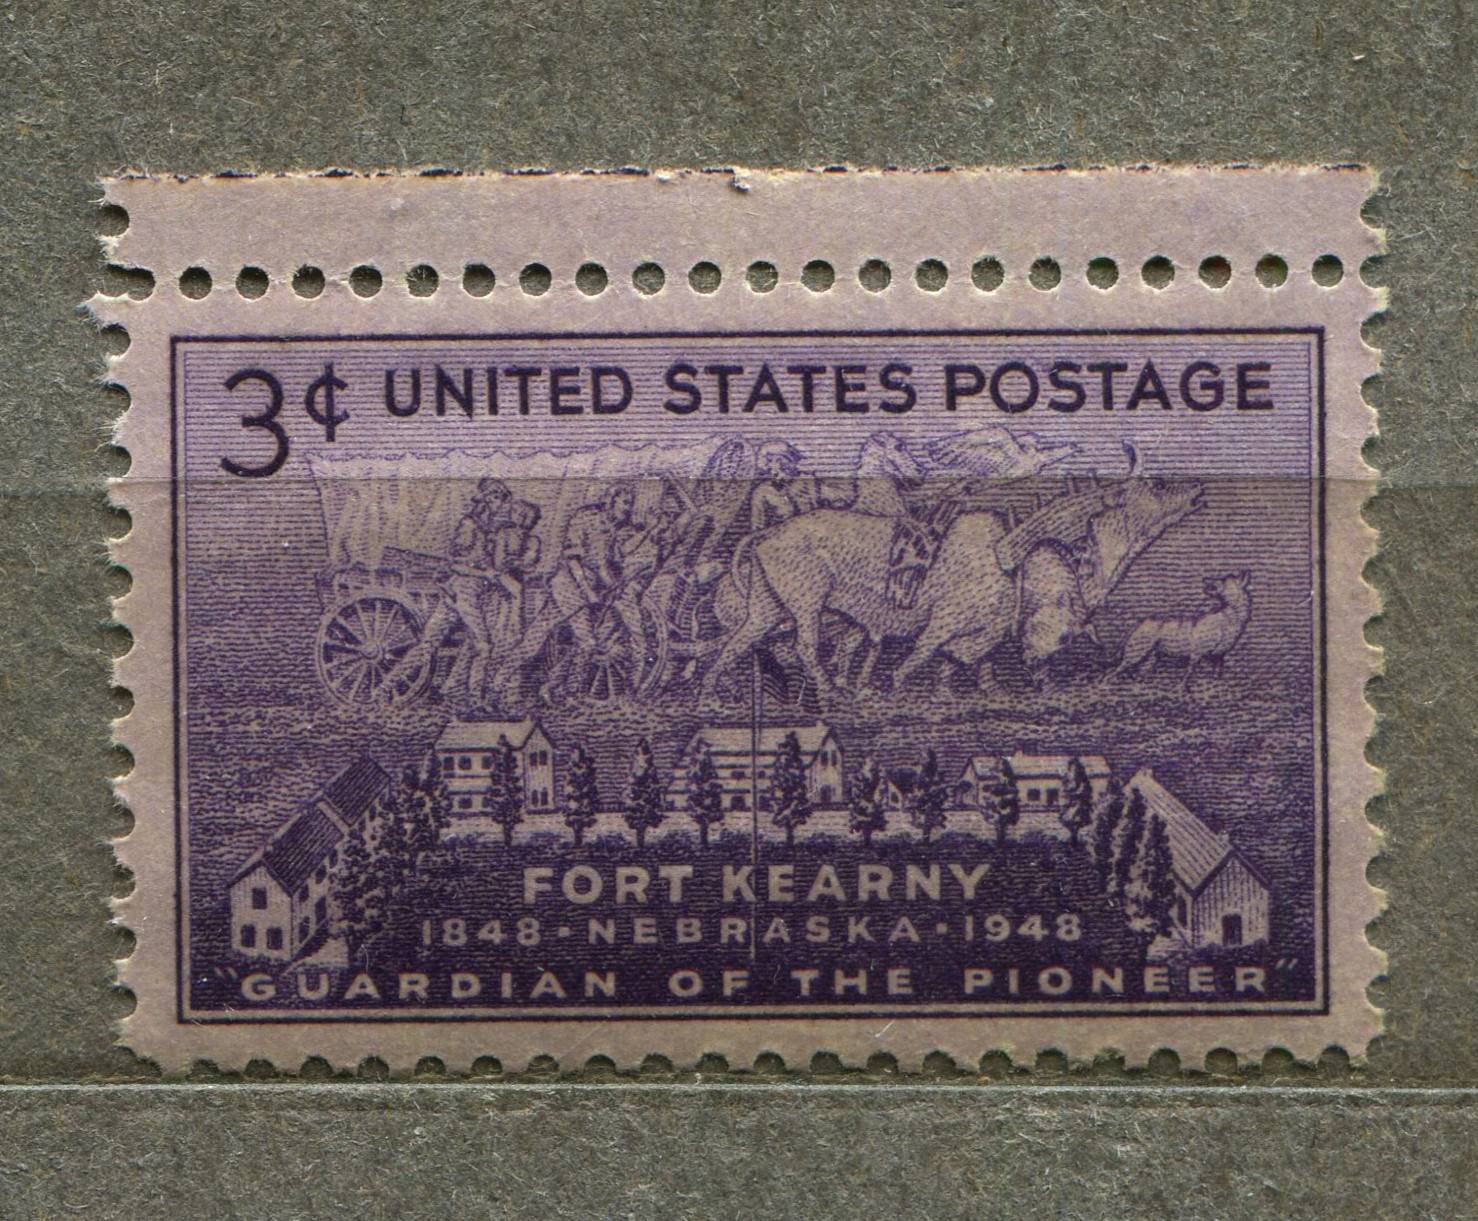 3¢ UNITED STATES POSTAGE
FORT KEARNY
1848·NEBRASKA·1948
"GUARDIAN OF THE PIONEER"